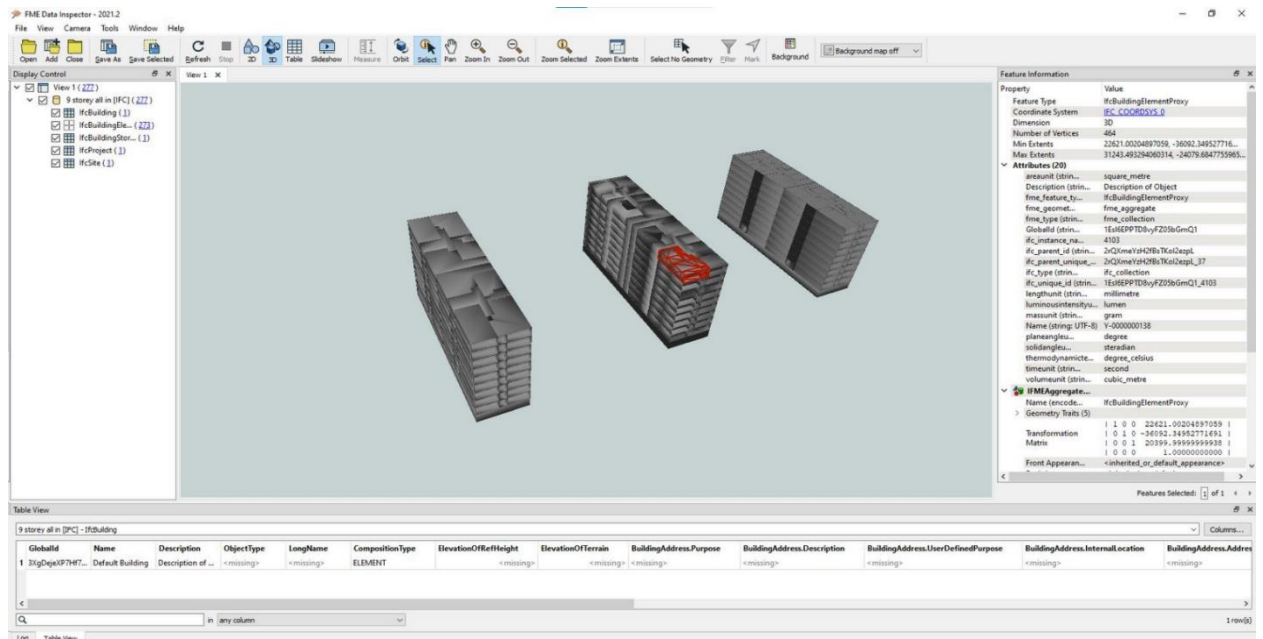 FME Data Inspector - 2021.2
File View Camera Tools Window Help
Open Add Close Save As Save Selected Refresh Stop 2D 3D Table Slideshow Measure Orbit Select Pan Zoom In Zoom Out Zoom Selected Zoom Extents Select No Geometry Filter Mark Background Background map off
Display Control
View 1 (277)
9 storey all in [IFC] (277)
IfcBuilding (1)
IfcBuildingEle... (273)
IfcBuildingStor... (1)
IfcProject (1)
IfcSite (1)
View 1
Feature Information
Property Value
Feature Type IfcBuildingElementProxy
Coordinate System IFC_COORDSYS_0
Dimension 3D
Number of Vertices 464
Min Extents 22621.00204897059, -36092.349527716...
Max Extents 31243.493294060314, -24079.6847755965...
Attributes (20)
areaunit (strin... square_metre
Description (strin... Description of Object
fme_feature_ty... IfcBuildingElementProxy
fme_geomet... fme_aggregate
fme_type (strin... fme_collection
GlobalId (strin... 1EsI6EPPTD8vyFZ05bGmQ1
ifc_instance_na... 4103
ifc_parent_id (strin... 2rQXmeYzH2fBsTKoI2ezpL
ifc_parent_unique_... 2rQXmeYzH2fBsTKoI2ezpL_37
ifc_type (strin... ifc_collection
ifc_unique_id (strin... 1EsI6EPPTD8vyFZ05bGmQ1_4103
lengthunit (strin... millimetre
luminousintensityu... lumen
massunit (strin... gram
Name (string: UTF-8) Y-0000000138
planeangleu... degree
solidangleu... steradian
thermodynamicte... degree_celsius
timeunit (strin... second
volumeunit (strin... cubic_metre
IFMEAggregate...
Name (encode... IfcBuildingElementProxy
Geometry Traits (5)
| 1 0 0 22621.00204897059 |
Transformation | 0 1 0 -36092.34952771691 |
Matrix | 0 0 1 20399.99999999938 |
| 0 0 0 1.00000000000 |
Front Appearan... <inherited_or_default_appearance>
Features Selected: 1 of 1
Table View
9 storey all in [IFC] - IfcBuilding Columns...
GlobalId Name Description ObjectType LongName CompositionType ElevationOfRefHeight ElevationOfTerrain BuildingAddress.Purpose BuildingAddress.Description BuildingAddress.UserDefinedPurpose BuildingAddress.InternalLocation BuildingAddress.Addres
1 3XgDejeXP7Hf7... Default Building Description of ... <missing> <missing> ELEMENT <missing> <missing> <missing> <missing> <missing> <missing> <missing>
in any column 1 row(s)
Log Table View